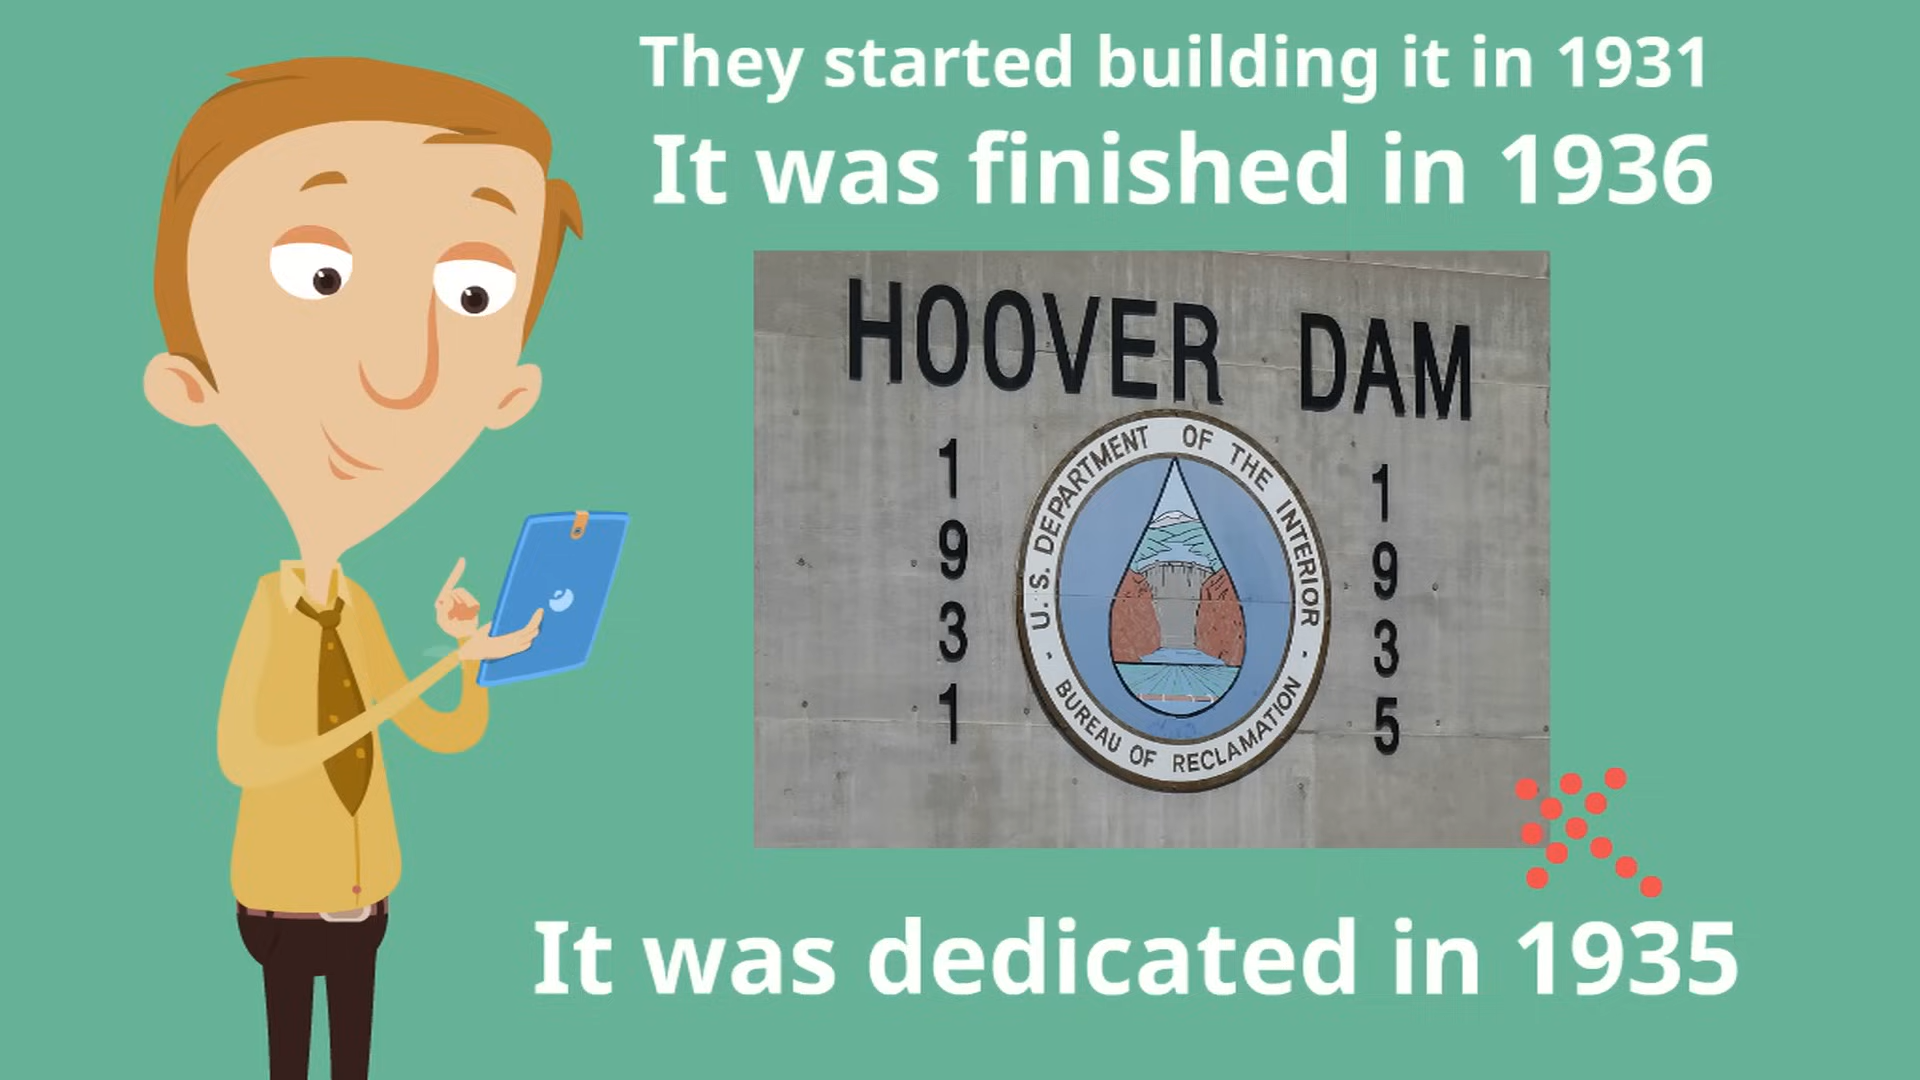 They started building it in 1931
It was finished in 1936
HOOVER DAM
1931
1935
U. S. DEPARTMENT OF THE INTERIOR
BUREAU OF RECLAMATION
It was dedicated in 1935